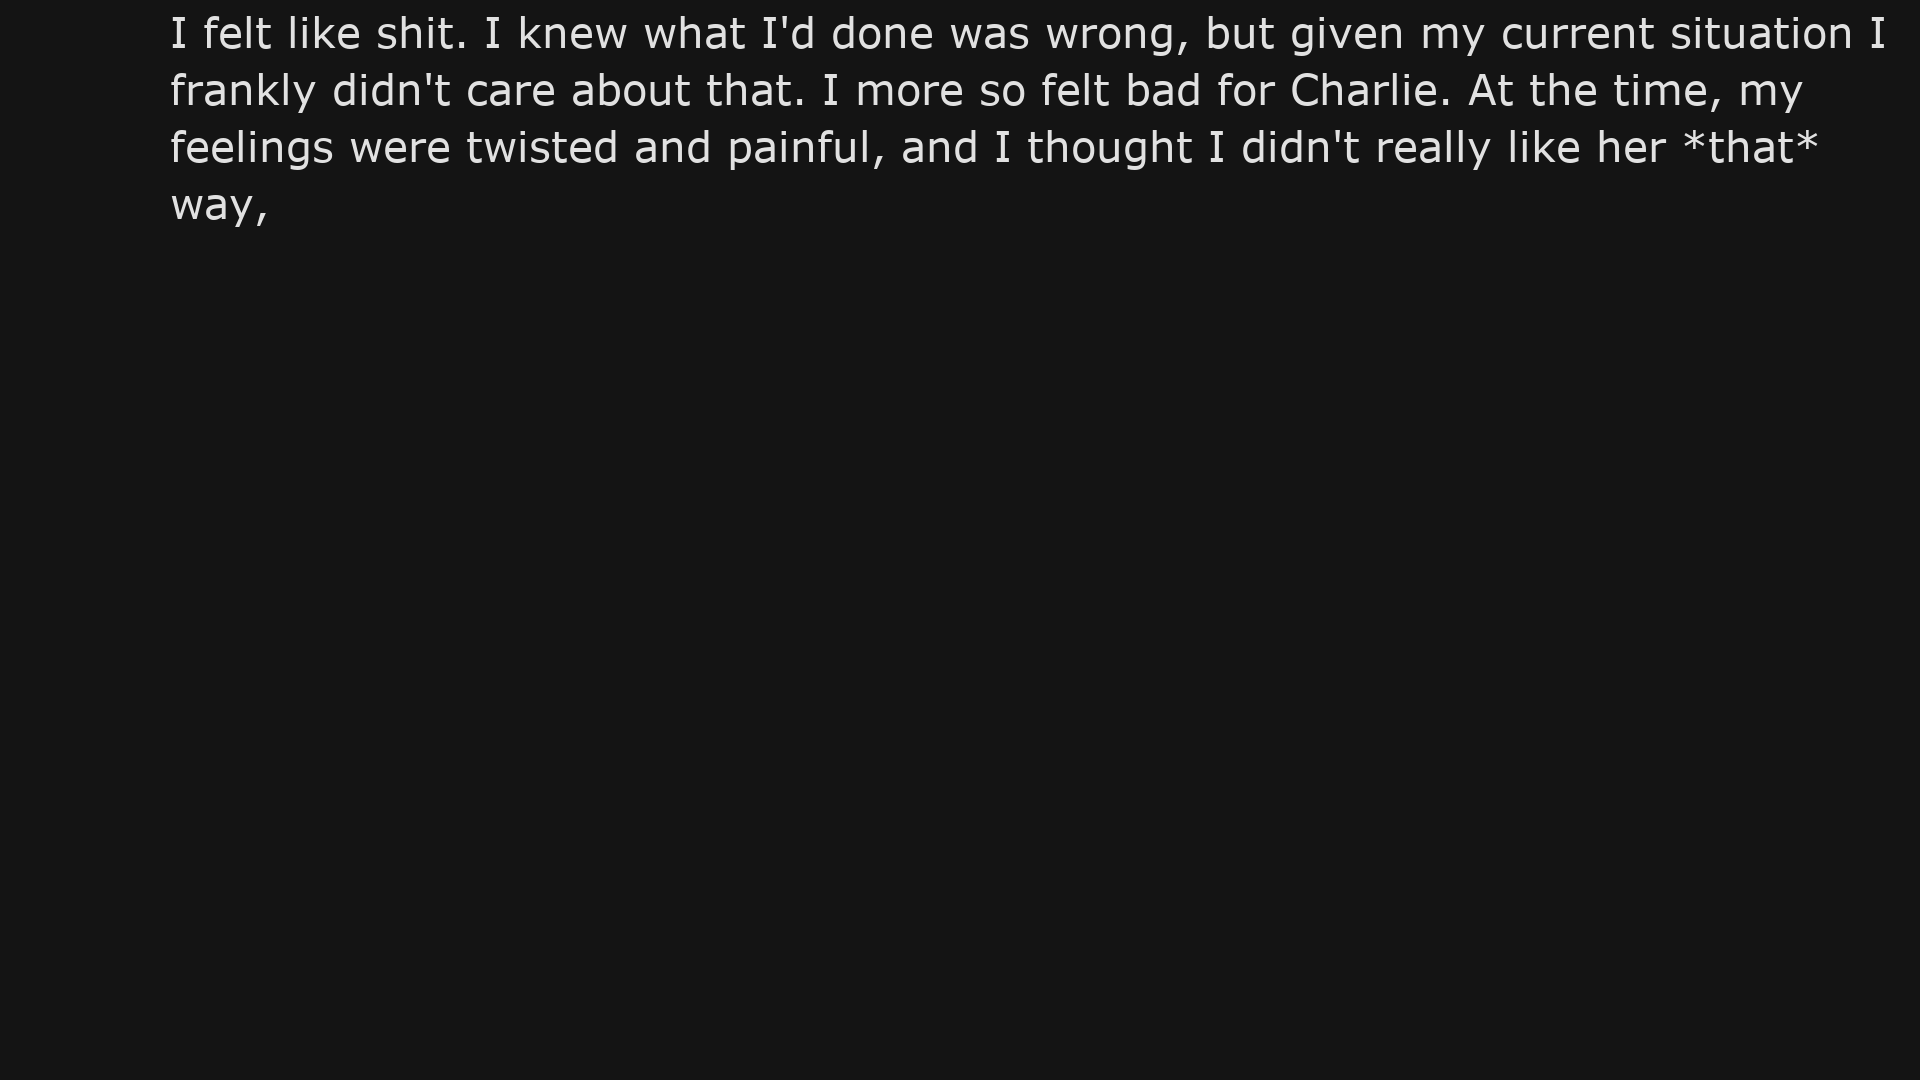 I felt like shit. I knew what I'd done was wrong, but given my current situation I
frankly didn't care about that. I more so felt bad for Charlie. At the time, my
feelings were twisted and painful, and I thought I didn't really like her *that*
way,